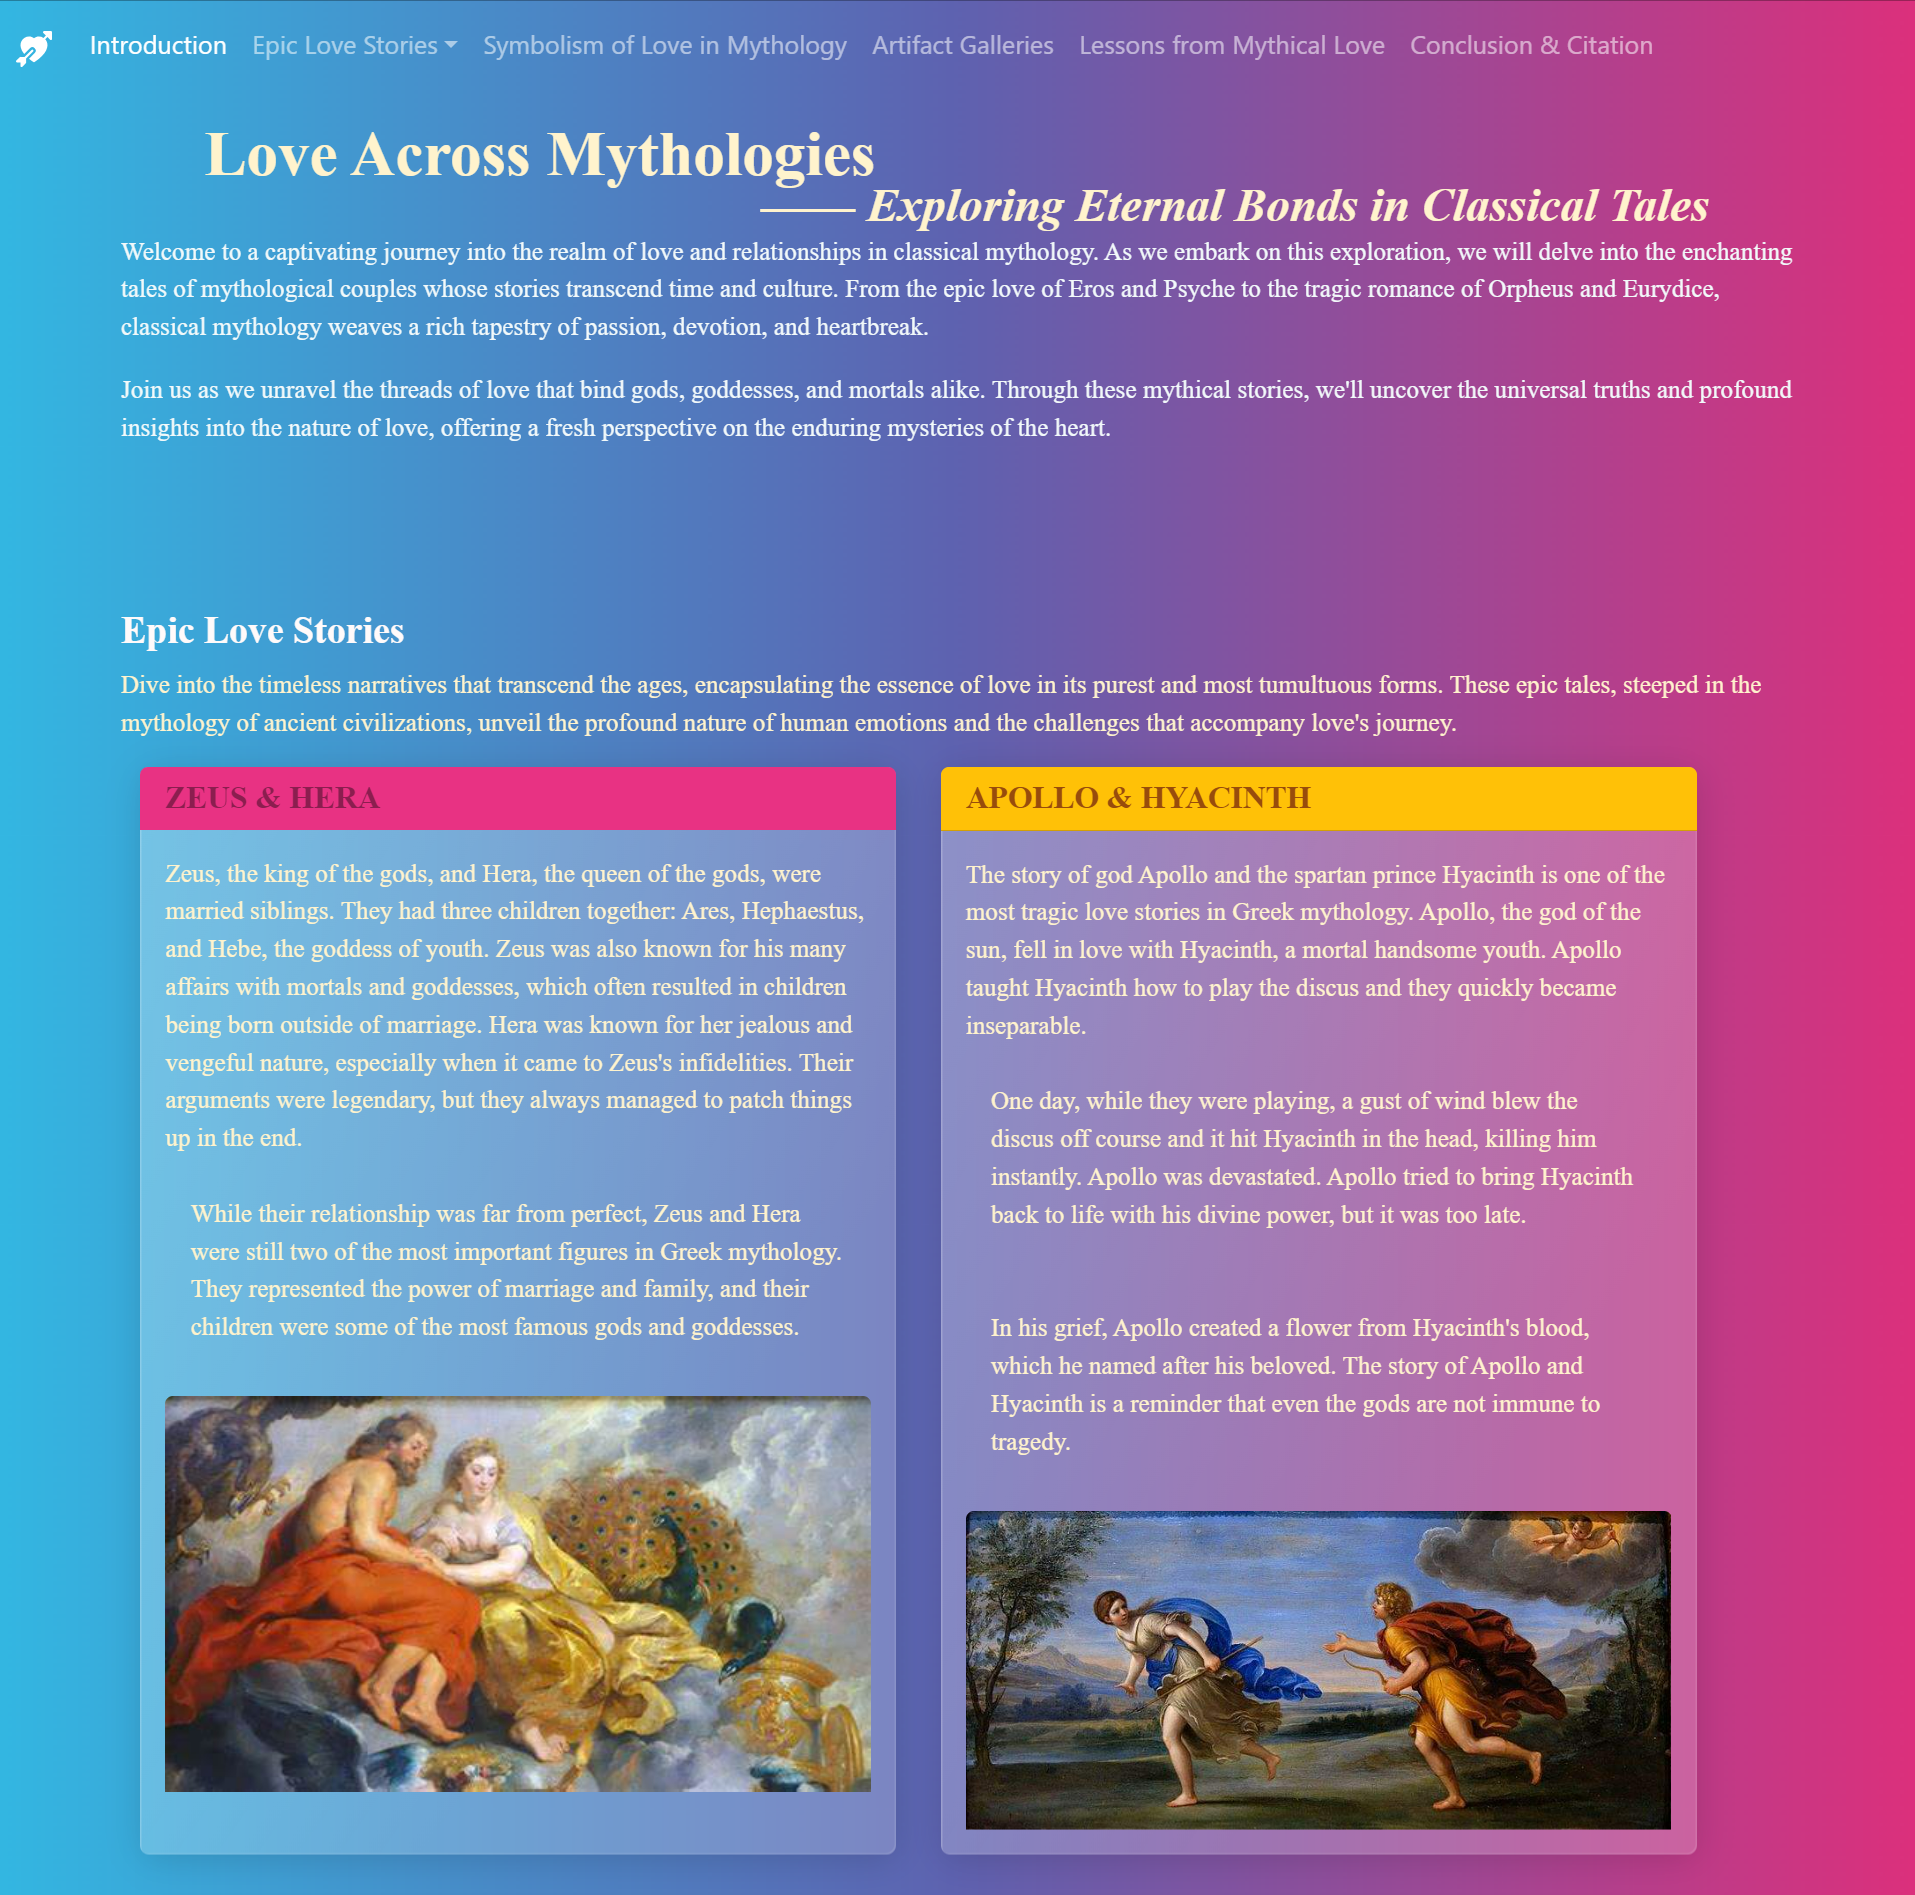 Introduction Epic Love Stories Symbolism of Love in Mythology Artifact Galleries Lessons from Mythical Love Conclusion & Citation
Love Across Mythologies
—— Exploring Eternal Bonds in Classical Tales
Welcome to a captivating journey into the realm of love and relationships in classical mythology. As we embark on this exploration, we will delve into the enchanting
tales of mythological couples whose stories transcend time and culture. From the epic love of Eros and Psyche to the tragic romance of Orpheus and Eurydice,
classical mythology weaves a rich tapestry of passion, devotion, and heartbreak.
Join us as we unravel the threads of love that bind gods, goddesses, and mortals alike. Through these mythical stories, we'll uncover the universal truths and profound
insights into the nature of love, offering a fresh perspective on the enduring mysteries of the heart.
Epic Love Stories
Dive into the timeless narratives that transcend the ages, encapsulating the essence of love in its purest and most tumultuous forms. These epic tales, steeped in the
mythology of ancient civilizations, unveil the profound nature of human emotions and the challenges that accompany love's journey.
ZEUS & HERA
Zeus, the king of the gods, and Hera, the queen of the gods, were
married siblings. They had three children together: Ares, Hephaestus,
and Hebe, the goddess of youth. Zeus was also known for his many
affairs with mortals and goddesses, which often resulted in children
being born outside of marriage. Hera was known for her jealous and
vengeful nature, especially when it came to Zeus's infidelities. Their
arguments were legendary, but they always managed to patch things
up in the end.
While their relationship was far from perfect, Zeus and Hera
were still two of the most important figures in Greek mythology.
They represented the power of marriage and family, and their
children were some of the most famous gods and goddesses.
APOLLO & HYACINTH
The story of god Apollo and the spartan prince Hyacinth is one of the
most tragic love stories in Greek mythology. Apollo, the god of the
sun, fell in love with Hyacinth, a mortal handsome youth. Apollo
taught Hyacinth how to play the discus and they quickly became
inseparable.
One day, while they were playing, a gust of wind blew the
discus off course and it hit Hyacinth in the head, killing him
instantly. Apollo was devastated. Apollo tried to bring Hyacinth
back to life with his divine power, but it was too late.
In his grief, Apollo created a flower from Hyacinth's blood,
which he named after his beloved. The story of Apollo and
Hyacinth is a reminder that even the gods are not immune to
tragedy.